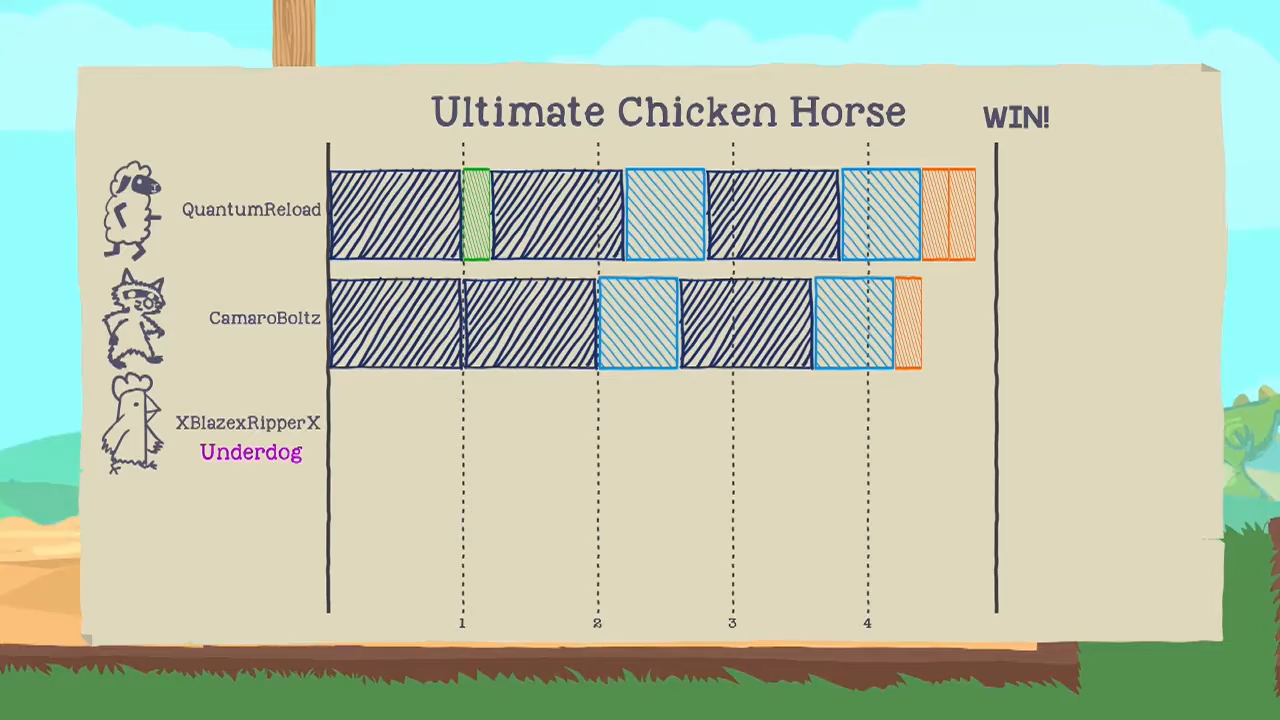 Ultimate Chicken Horse
WIN!
QuantumReload
CamaroBoltz
XBlazexRipperX
Underdog
1 2 3 4